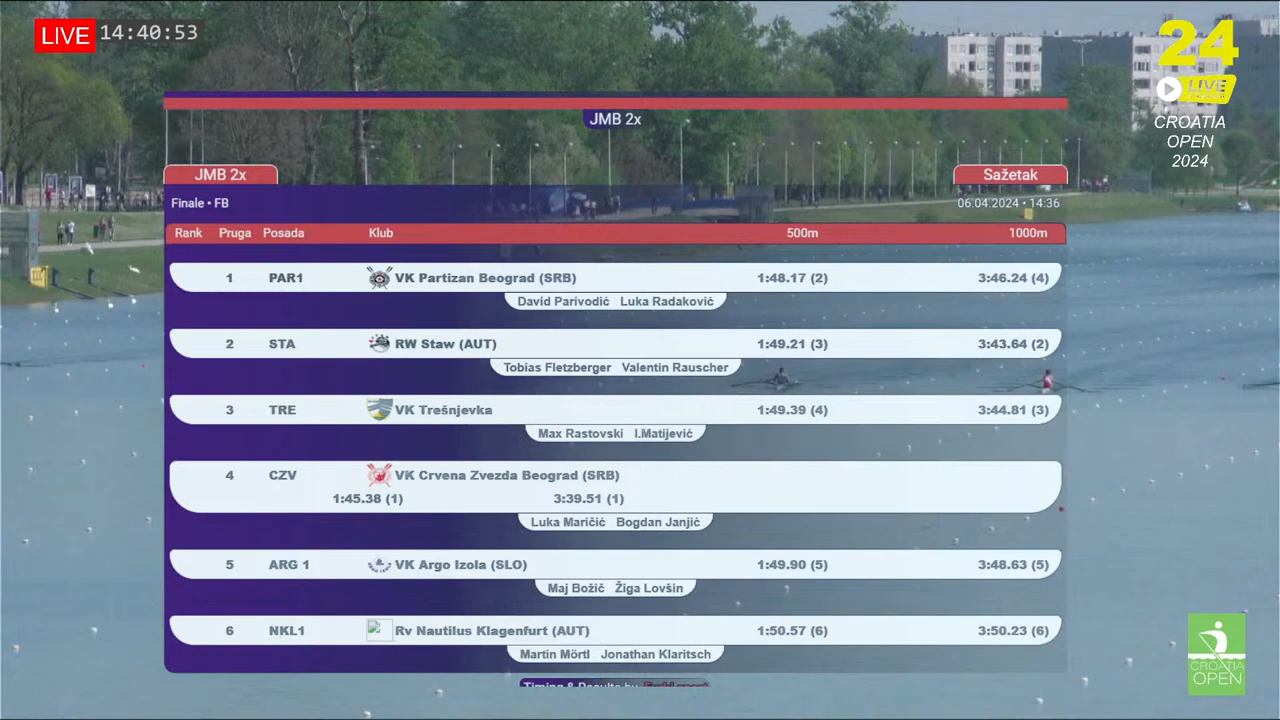 LIVE 14:40:53
24
LIVE
CROATIA
OPEN
2024
JMB 2x
JMB 2x Sažetak
Finale • FB 06.04.2024 • 14:36
Rank Pruga Posada Klub 500m 1000m
1 PAR1 VK Partizan Beograd (SRB) 1:48.17 (2) 3:46.24 (4)
David Parivodić Luka Radaković
2 STA RW Staw (AUT) 1:49.21 (3) 3:43.64 (2)
Tobias Fletzberger Valentin Rauscher
3 TRE VK Trešnjevka 1:49.39 (4) 3:44.81 (3)
Max Rastovski I.Matijević
4 CZV VK Crvena Zvezda Beograd (SRB)
1:45.38 (1) 3:39.51 (1)
Luka Maričić Bogdan Janjić
5 ARG 1 VK Argo Izola (SLO) 1:49.90 (5) 3:48.63 (5)
Maj Božič Žiga Lovšin
6 NKL1 Rv Nautilus Klagenfurt (AUT) 1:50.57 (6) 3:50.23 (6)
Martin Mörtl Jonathan Klaritsch
Timing & Results by
CROATIA
OPEN